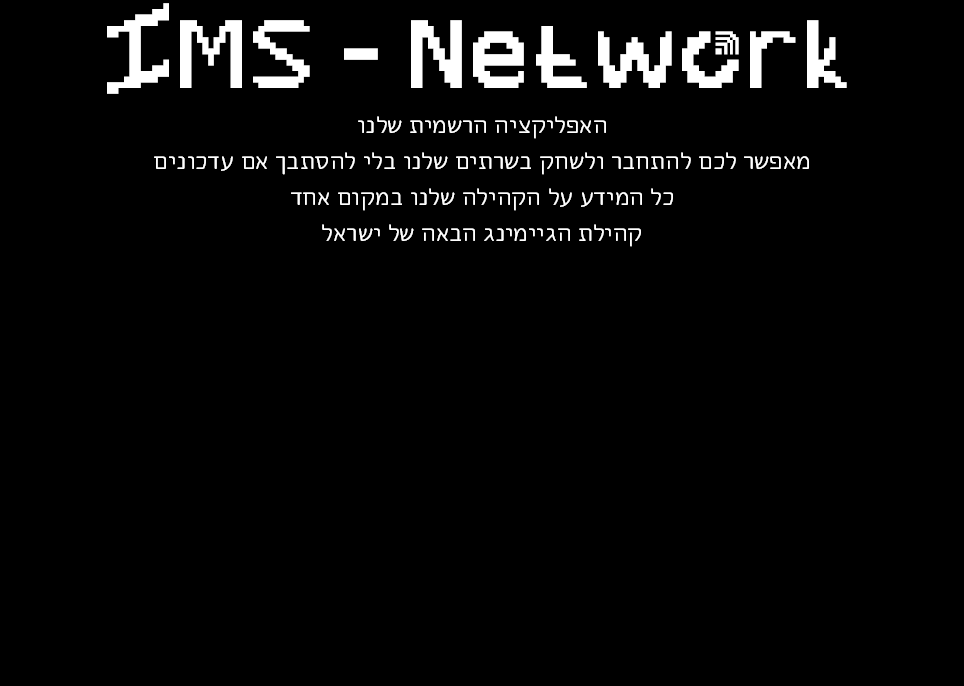 IMS - Network
האפליקציה הרשמית שלנו
מאפשר לכם להתחבר ולשחק בשרתים שלנו בלי להסתבך אם עדכונים
כל המידע על הקהילה שלנו במקום אחד
קהילת הגיימינג הבאה של ישראל